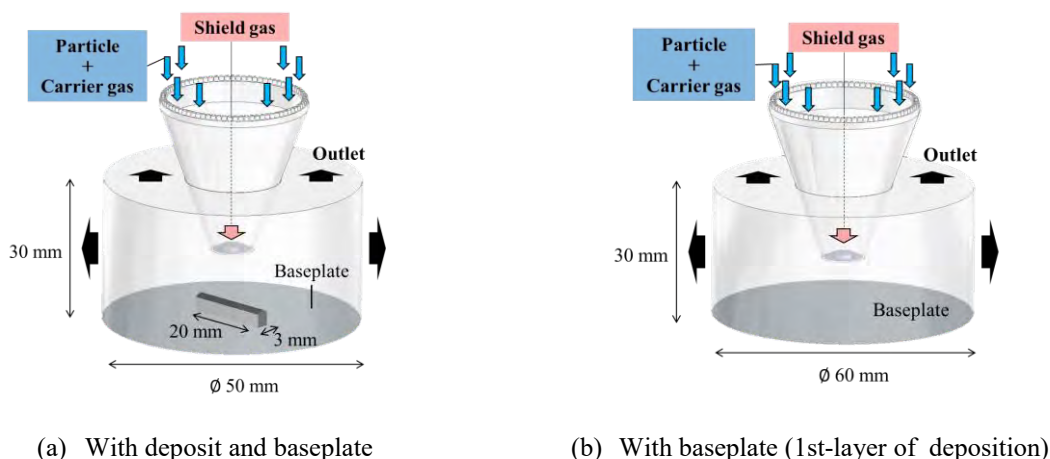 Shield gas
Particle
+
Carrier gas
Outlet
30 mm
Baseplate
20 mm
3 mm
Ø 50 mm
(a) With deposit and baseplate
Shield gas
Particle
+
Carrier gas
Outlet
30 mm
Baseplate
Ø 60 mm
(b) With baseplate (1st-layer of deposition)